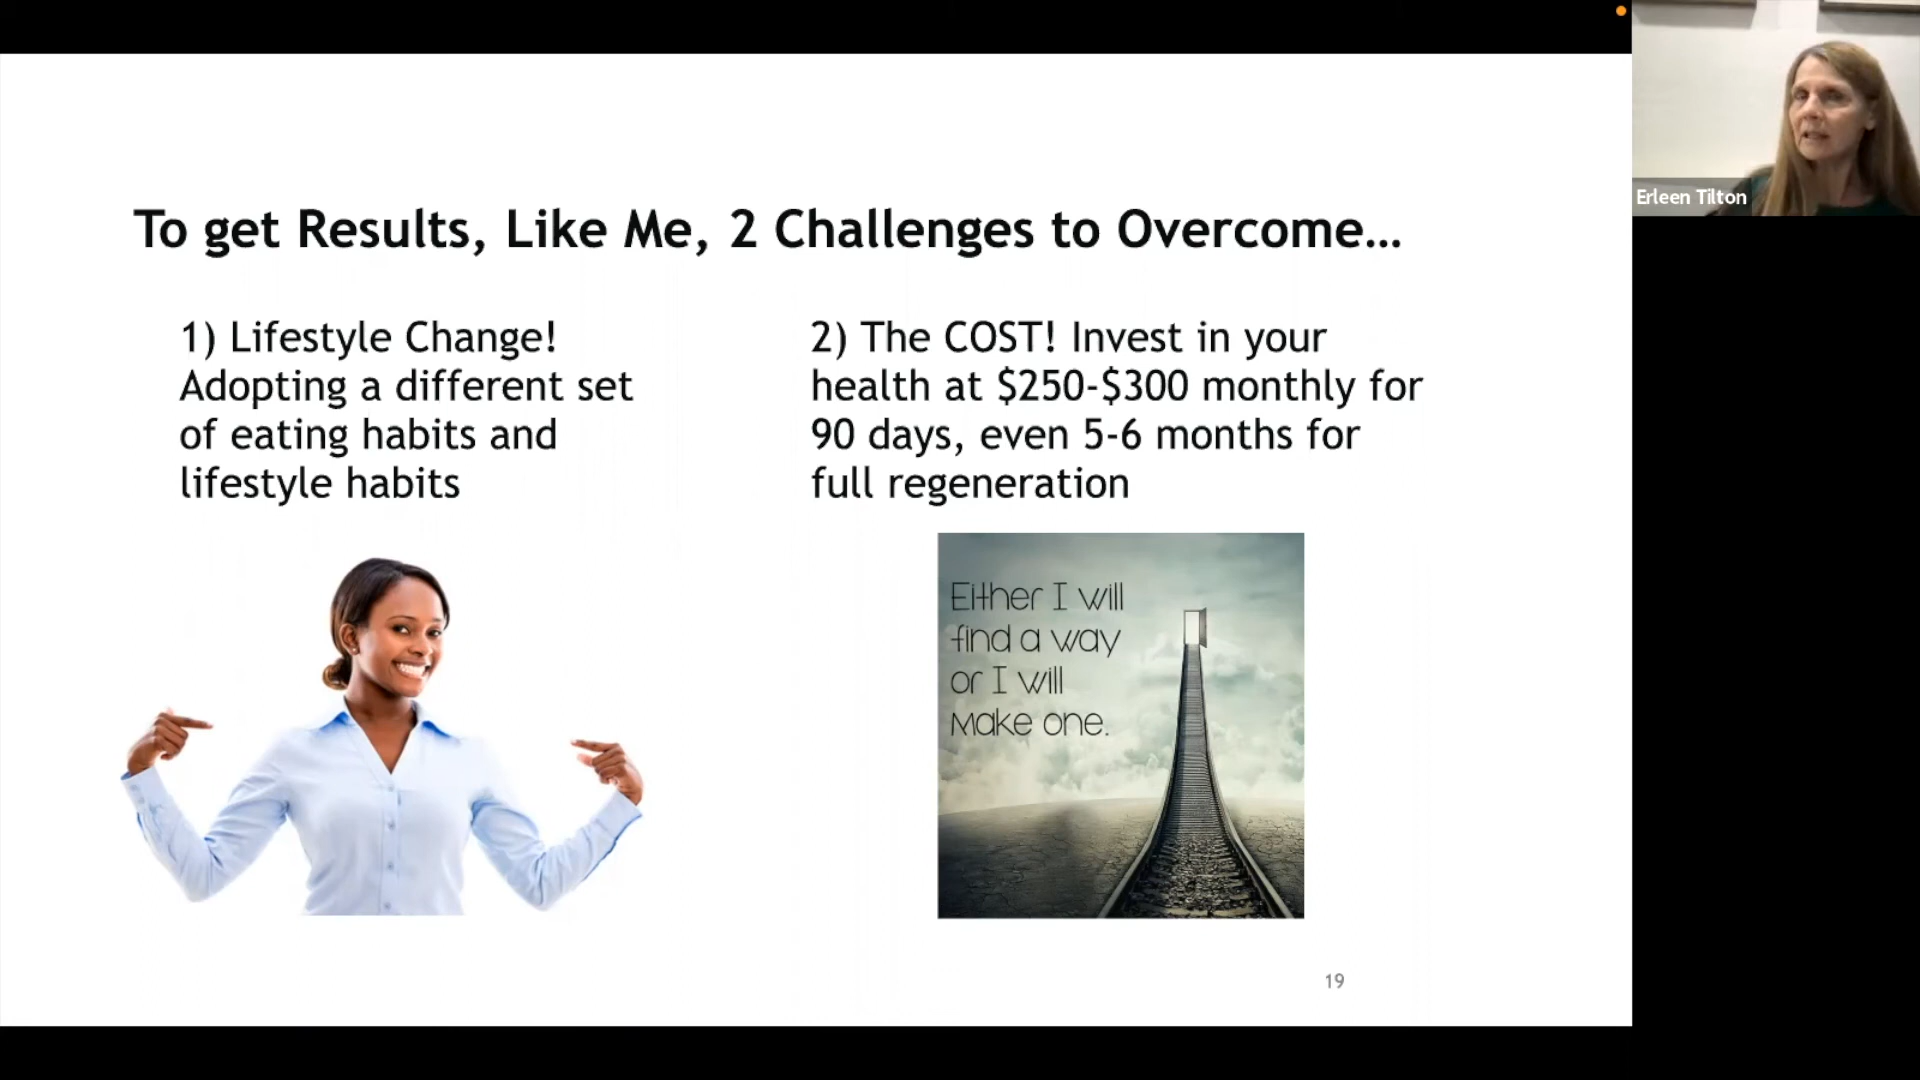 To get Results, Like Me, 2 Challenges to Overcome...
1) Lifestyle Change!
Adopting a different set
of eating habits and
lifestyle habits
2) The COST! Invest in your
health at $250-$300 monthly for
90 days, even 5-6 months for
full regeneration
Either I will
find a way
or I will
make one.
19
Erleen Tilton